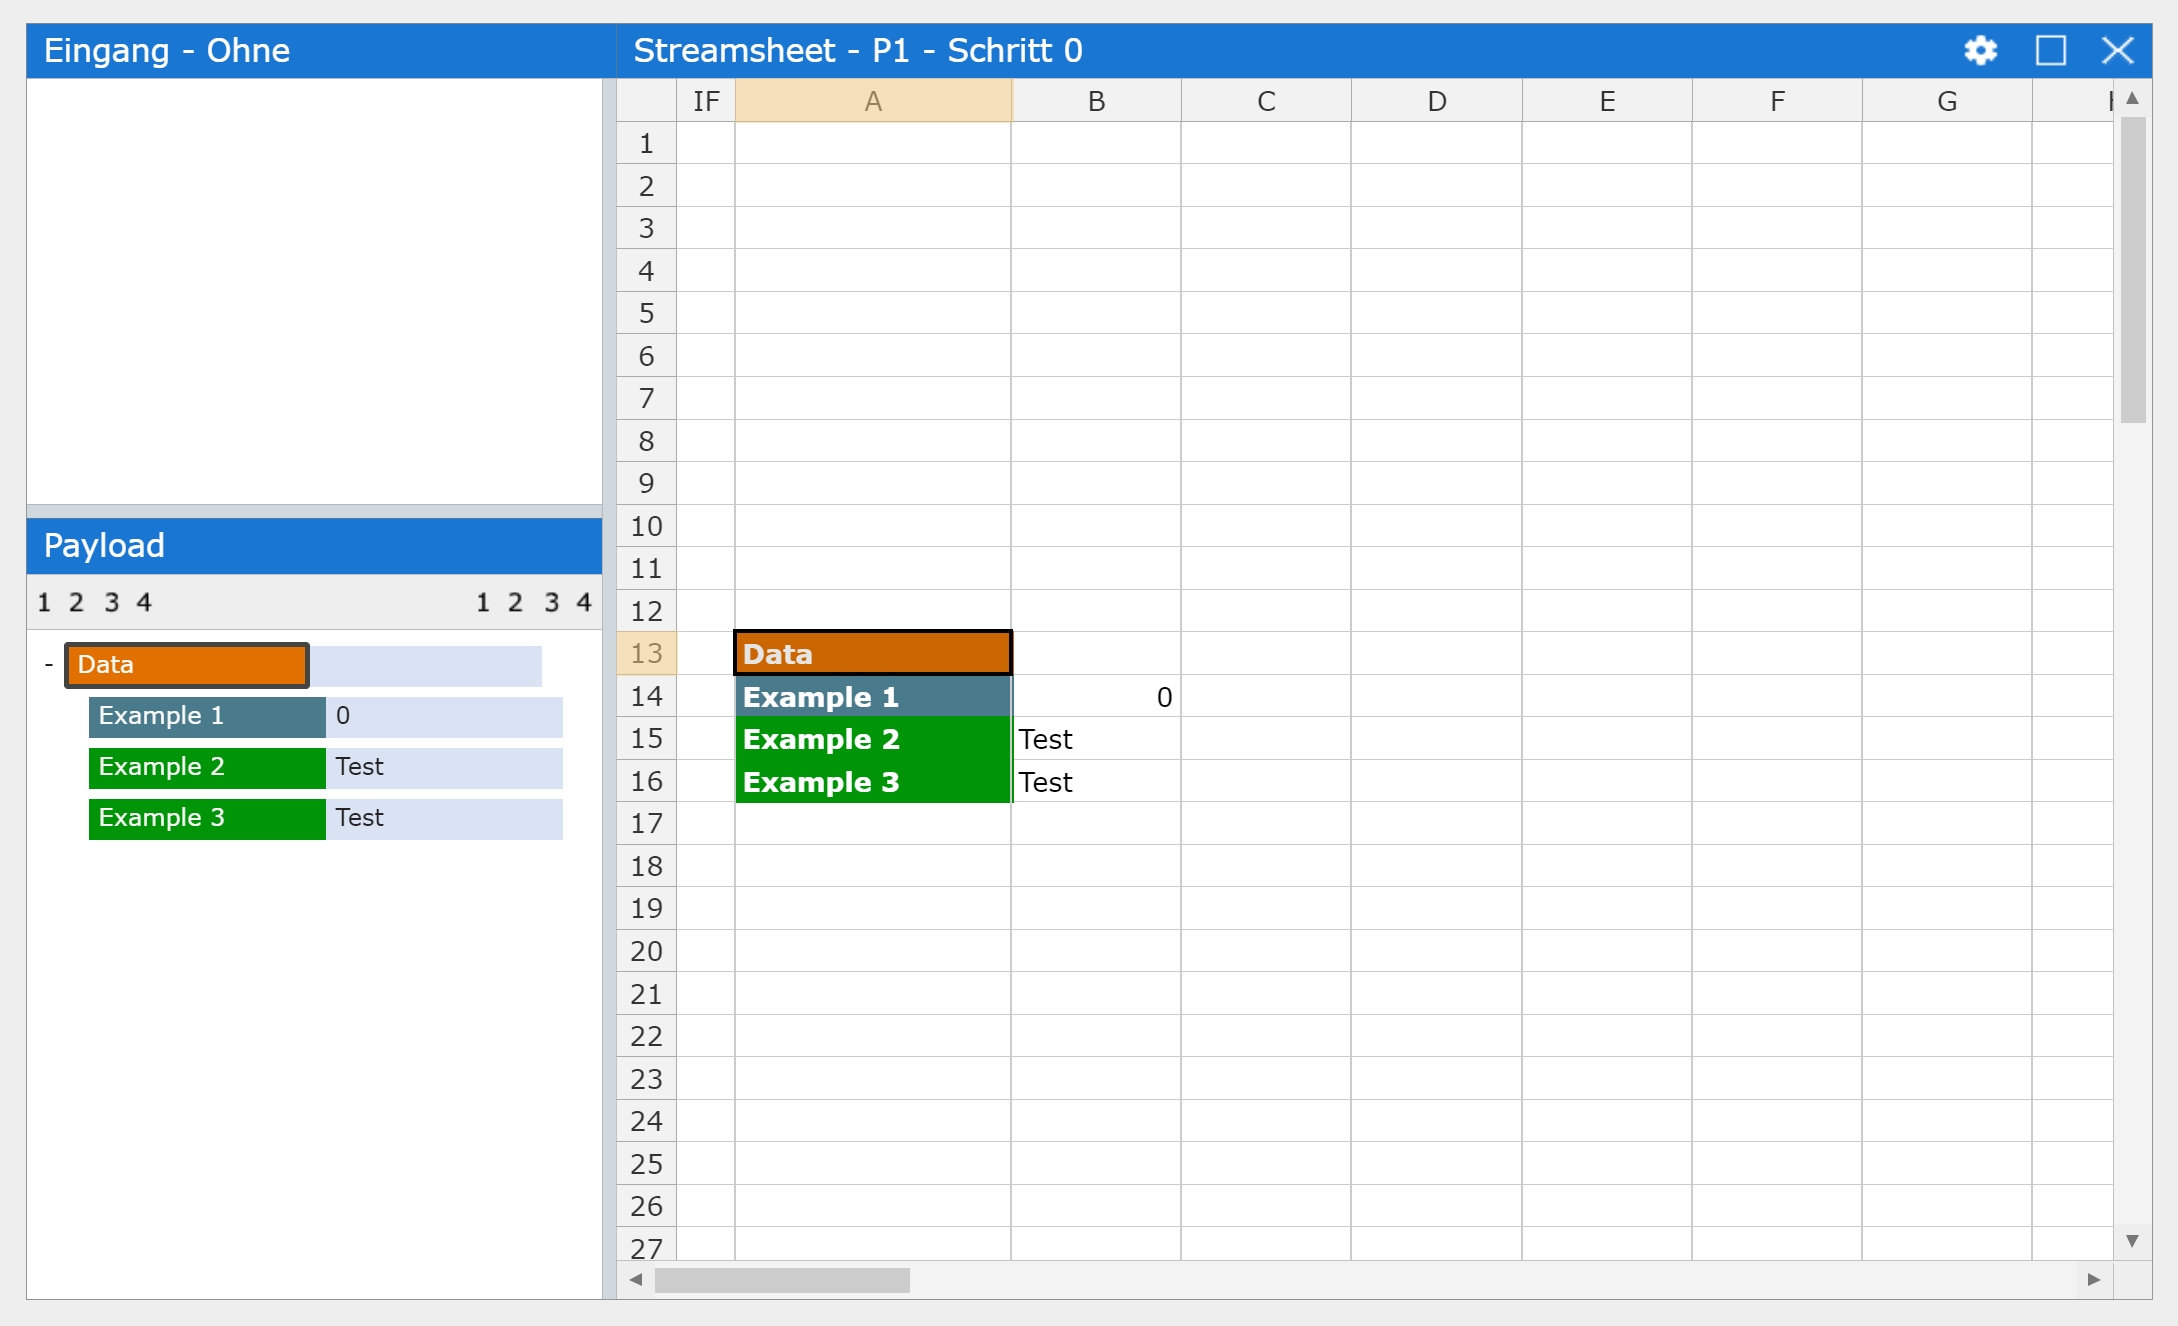 Eingang - Ohne
Streamsheet - P1 - Schritt 0
IF A B C D E F G
1
2
3
4
5
6
7
8
9
10
11
12
13 Data
14 Example 1 0
15 Example 2 Test
16 Example 3 Test
17
18
19
20
21
22
23
24
25
26
27
Payload
1 2 3 4 1 2 3 4
- Data
Example 1 0
Example 2 Test
Example 3 Test